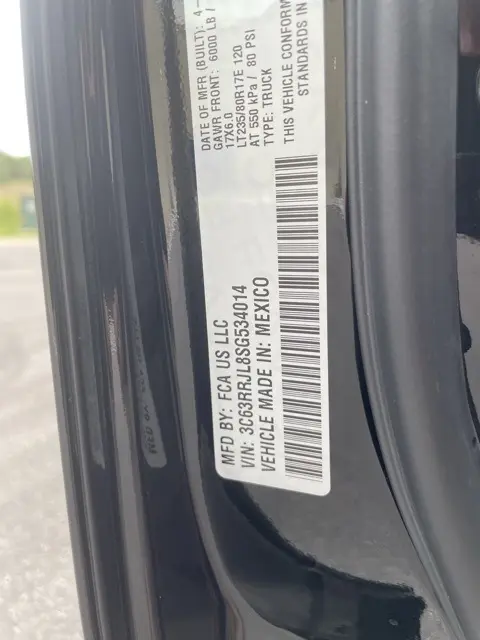 MFD BY: FCA US LLC
VIN: 3C63RRJL8SG534014
VEHICLE MADE IN: MEXICO
DATE OF MFR (BUILT): 4-
GAWR FRONT: 6000 LB /
17X6.0
LT235/80R17E 120
AT 550 kPa / 80 PSI
TYPE: TRUCK
THIS VEHICLE CONFORM
STANDARDS IN